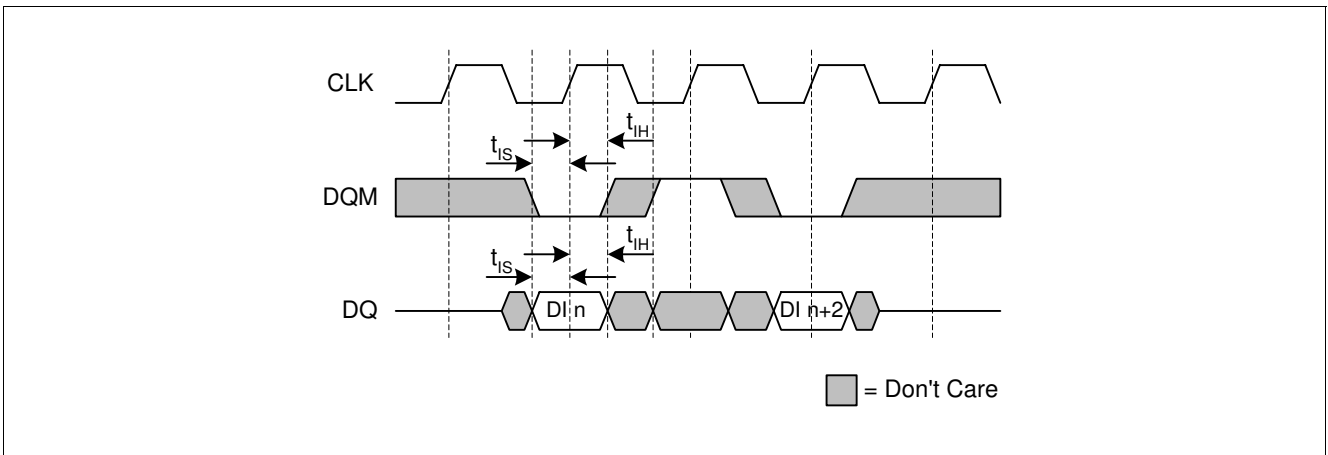 CLK
tIH
tIS
DQM
tIH
tIS
DQ
DI n
DI n+2
= Don't Care